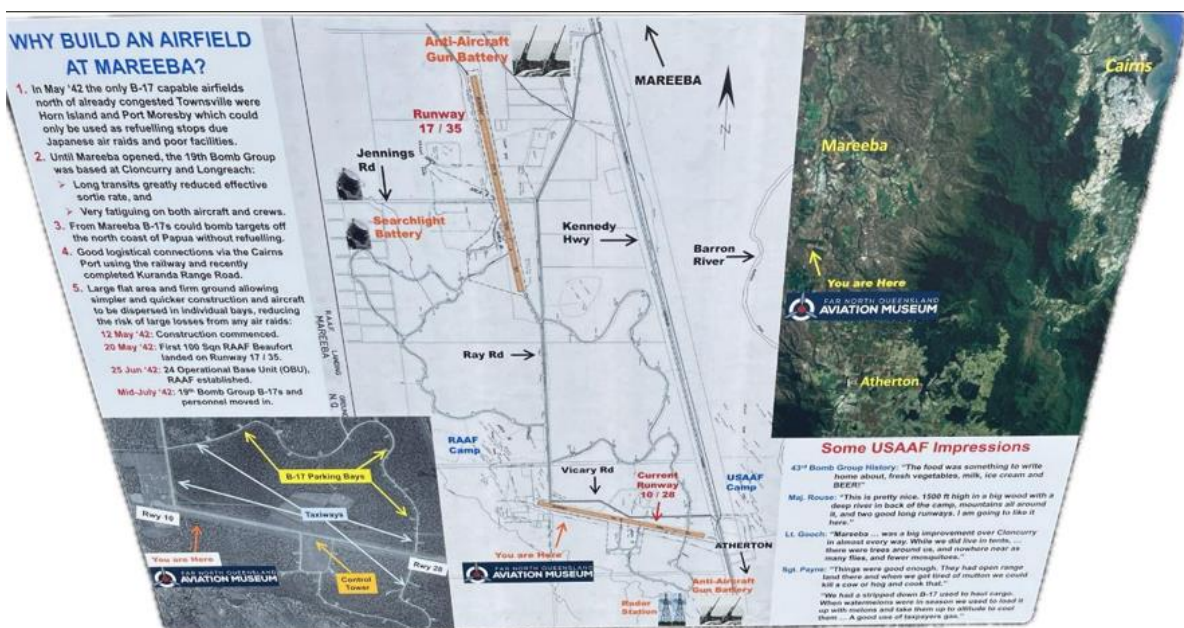 WHY BUILD AN AIRFIELD
AT MAREEBA?
1. In May '42 the only B-17 capable airfields
north of already congested Townsville were
Horn Island and Port Moresby which could
only be used as refuelling stops due
Japanese air raids and poor facilities.
2. Until Mareeba opened, the 19th Bomb Group
was based at Cloncurry and Longreach:
➢ Long transits greatly reduced effective
sortie rate, and
➢ Very fatiguing on both aircraft and crews.
3. From Mareeba B-17s could bomb targets off
the north coast of Papua without refuelling.
4. Good logistical connections via the Cairns
Port using the railway and recently
completed Kuranda Range Road.
5. Large flat area and firm ground allowing
simpler and quicker construction and aircraft
to be dispersed in individual bays, reducing
the risk of large losses from any air raids:
12 May '42: Construction commenced.
20 May '42: First 100 Sqn RAAF Beaufort
landed on Runway 17 / 35.
25 Jun '42: 24 Operational Base Unit (OBU),
RAAF established.
Mid-July '42: 19th Bomb Group B-17s and
personnel moved in.
B-17 Parking Bays
Taxiways
Rwy 10
You are Here
FAR NORTH QUEENSLAND
AVIATION MUSEUM
Control
Tower
Rwy 28
Anti-Aircraft
Gun Battery
MAREEBA
N
Runway
17 / 35
Jennings
Rd
Searchlight
Battery
Kennedy
Hwy
Barron
River
RAAF LANDING GROUND
MAREEBA N.Q.
Ray Rd
RAAF
Camp
Vicary Rd
Current
Runway
10 / 28
USAAF
Camp
You are Here
FAR NORTH QUEENSLAND
AVIATION MUSEUM
ATHERTON
Radar
Station
Anti-Aircraft
Gun Battery
Cairns
Mareeba
You are Here
FAR NORTH QUEENSLAND
AVIATION MUSEUM
Atherton
Some USAAF Impressions
43rd Bomb Group History: "The food was something to write
home about, fresh vegetables, milk, ice cream and
BEER!"
Maj. Rouse: "This is pretty nice. 1500 ft high in a big wood with a
deep river in back of the camp, mountains all around
it, and two good long runways. I am going to like it
here."
Lt. Gooch: "Mareeba ... was a big improvement over Cloncurry
in almost every way. While we did live in tents, ...
there were trees around us, and nowhere near as
many flies, and fewer mosquitoes."
Sgt. Payne: "Things were good enough. They had open range
land there and when we got tired of mutton we could
kill a cow or hog and cook that."
"We had a stripped down B-17 used to haul cargo.
When watermelons were in season we used to load it
up with melons and take them up to altitude to cool
them ... A good use of taxpayers gas."